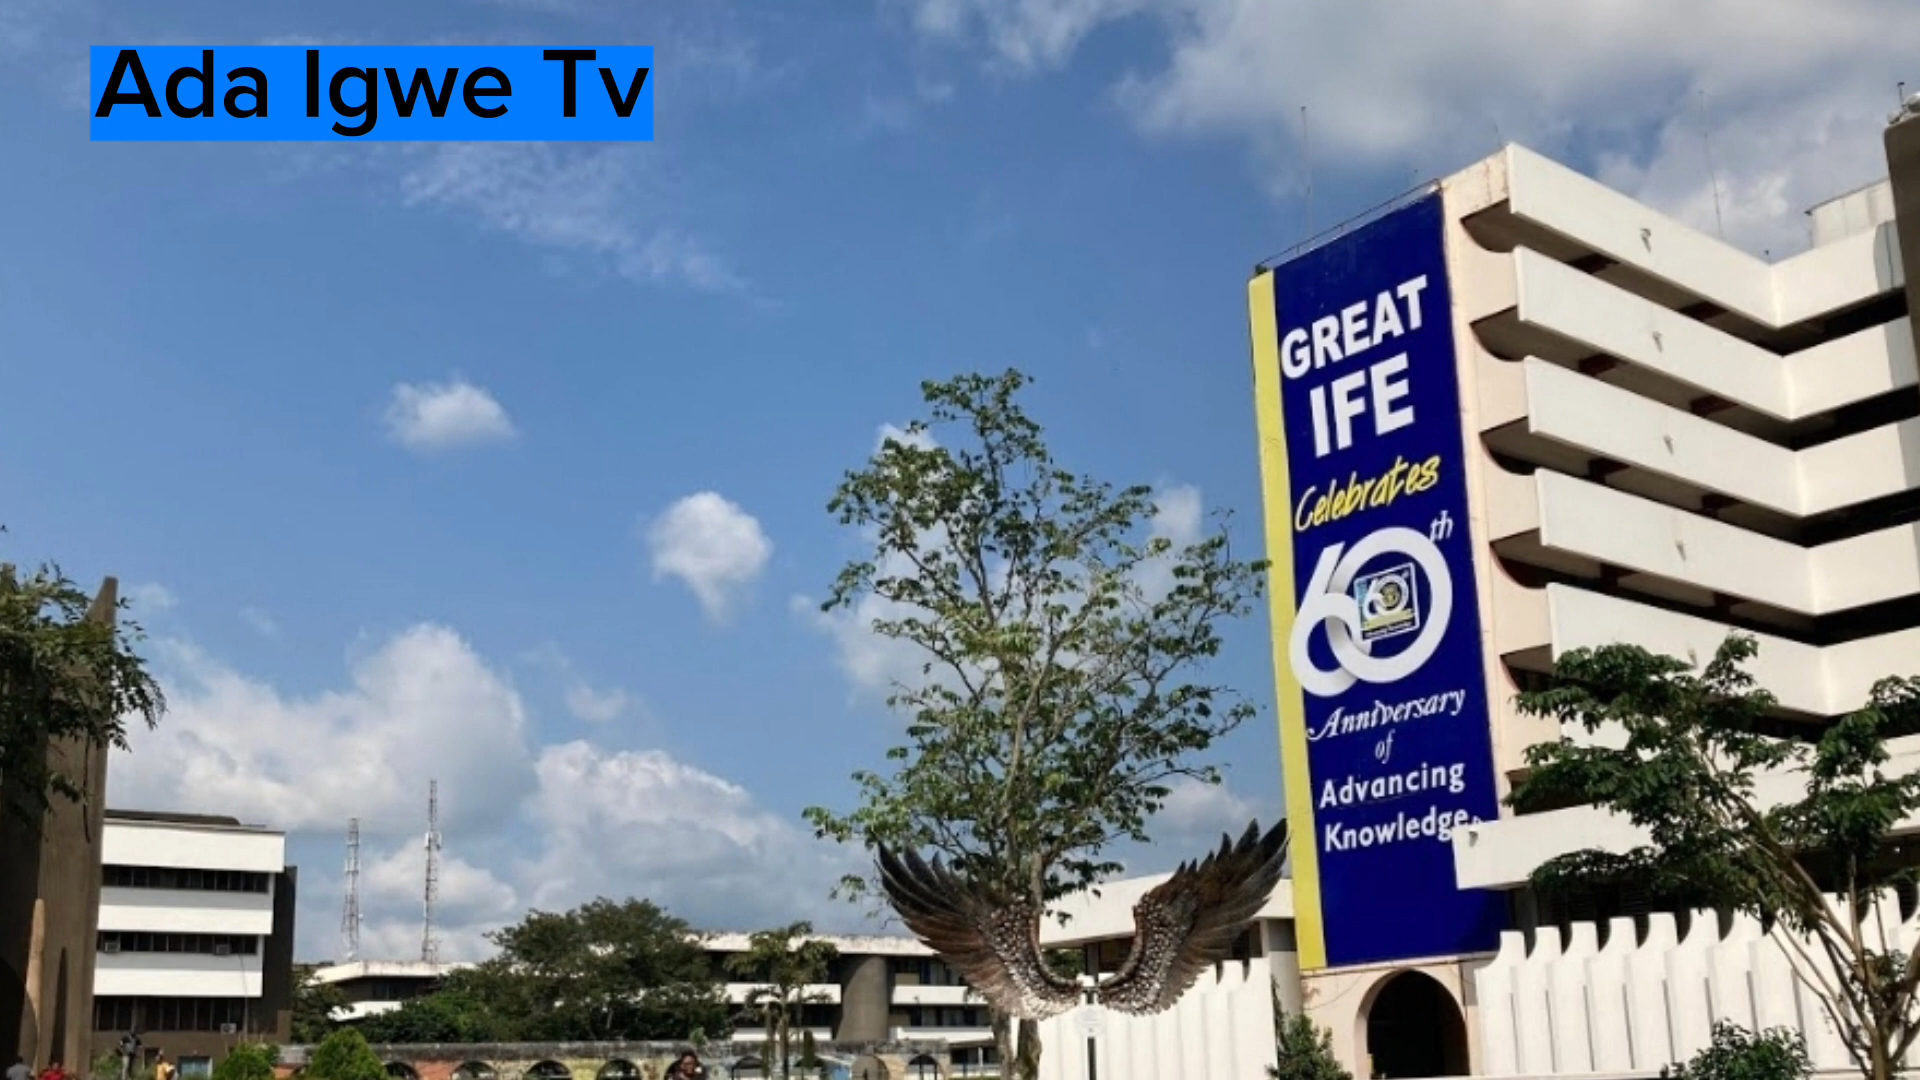 Ada Igwe Tv
GREAT
IFE
Celebrates
60th
Anniversary
of
Advancing
Knowledge